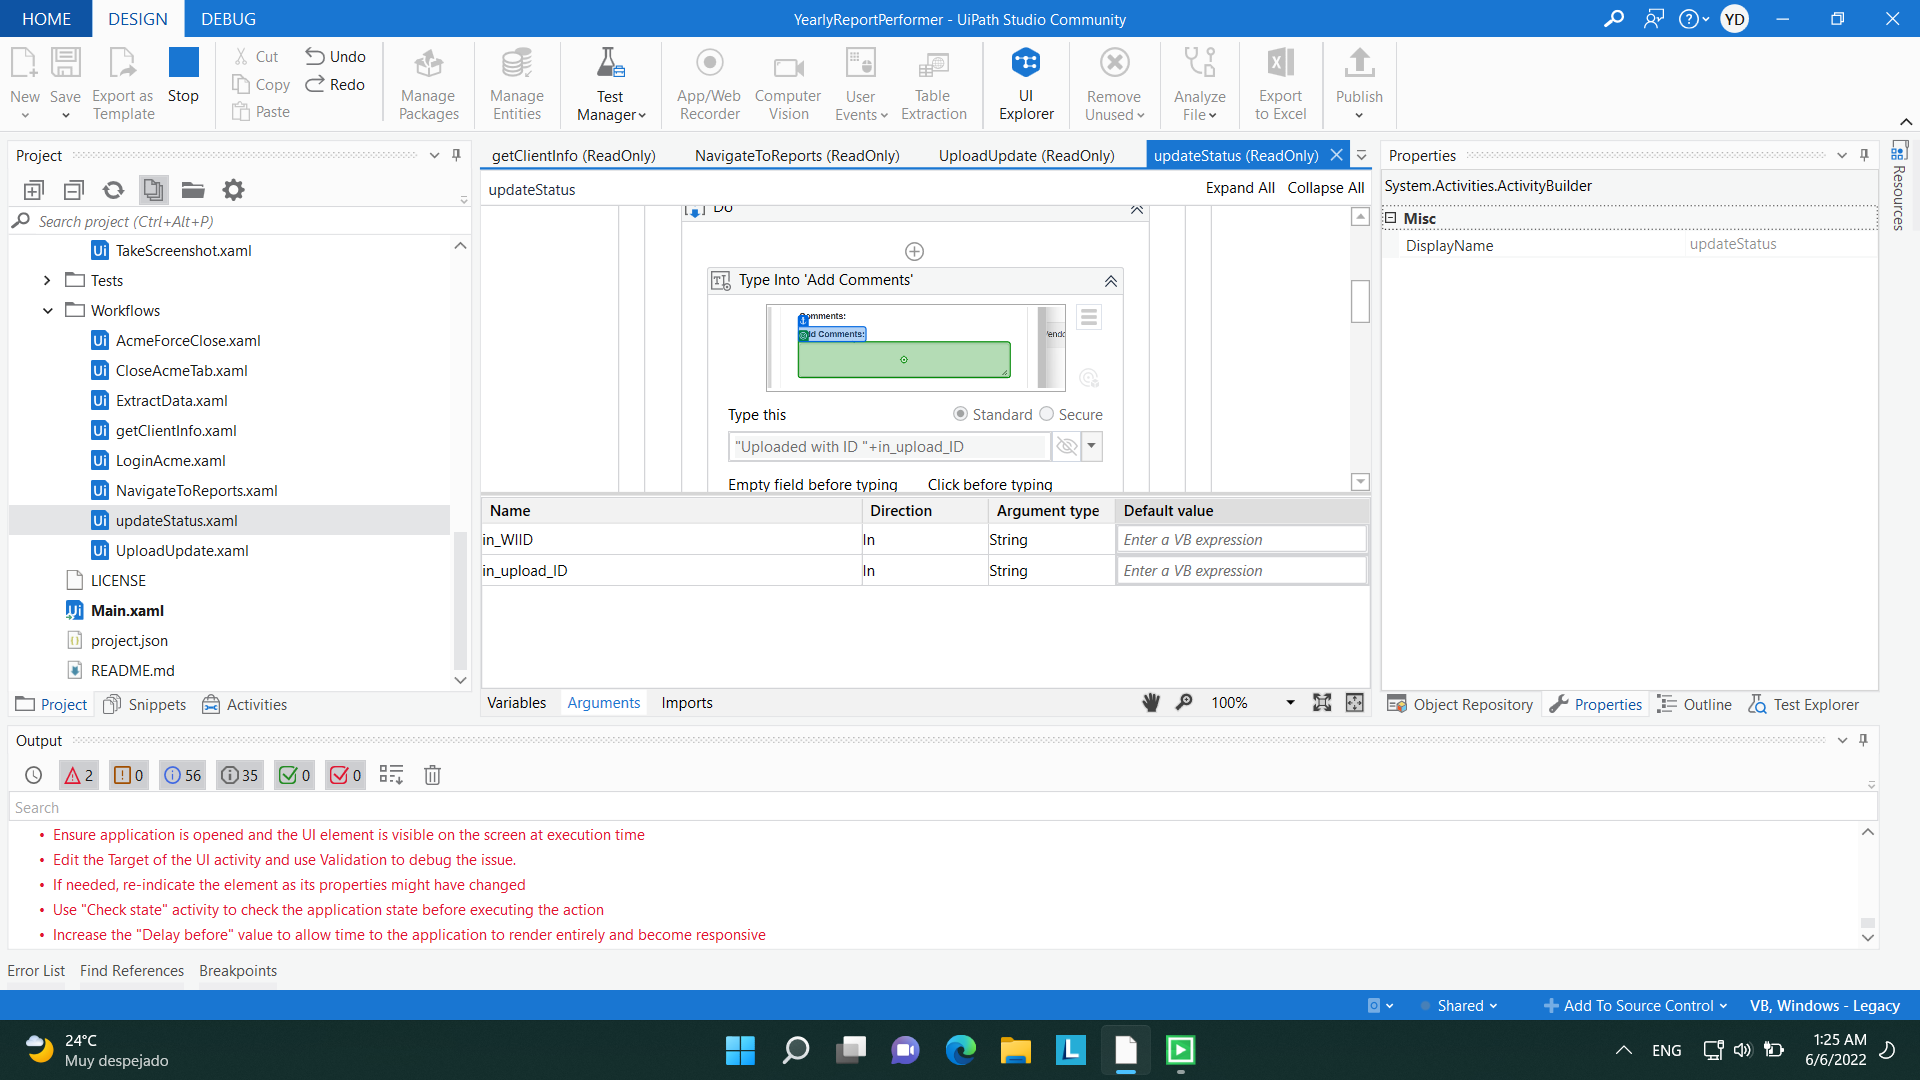 HOME DESIGN DEBUG YearlyReportPerformer - UiPath Studio Community YD
New Save Export as Template Stop Cut Copy Paste Undo Redo Manage Packages Manage Entities Test Manager App/Web Recorder Computer Vision User Events Table Extraction UI Explorer Remove Unused Analyze File Export to Excel Publish
Project
Search project (Ctrl+Alt+P)
TakeScreenshot.xaml
Tests
Workflows
AcmeForceClose.xaml
CloseAcmeTab.xaml
ExtractData.xaml
getClientInfo.xaml
LoginAcme.xaml
NavigateToReports.xaml
updateStatus.xaml
UploadUpdate.xaml
LICENSE
Main.xaml
project.json
README.md
Project Snippets Activities
getClientInfo (ReadOnly) NavigateToReports (ReadOnly) UploadUpdate (ReadOnly) updateStatus (ReadOnly)
updateStatus Expand All Collapse All
Do
Type Into 'Add Comments'
Comments:
Add Comments:
Type this Standard Secure
"Uploaded with ID "+in_upload_ID
Empty field before typing Click before typing
Name Direction Argument type Default value
in_WIID In String Enter a VB expression
in_upload_ID In String Enter a VB expression
Variables Arguments Imports 100%
Properties
System.Activities.ActivityBuilder
Misc
DisplayName updateStatus
Resources
Object Repository Properties Outline Test Explorer
Output
2 0 56 35 0 0
Search
• Ensure application is opened and the UI element is visible on the screen at execution time
• Edit the Target of the UI activity and use Validation to debug the issue.
• If needed, re-indicate the element as its properties might have changed
• Use "Check state" activity to check the application state before executing the action
• Increase the "Delay before" value to allow time to the application to render entirely and become responsive
Error List Find References Breakpoints
Shared Add To Source Control VB, Windows - Legacy
24°C
Muy despejado
ENG
1:25 AM
6/6/2022